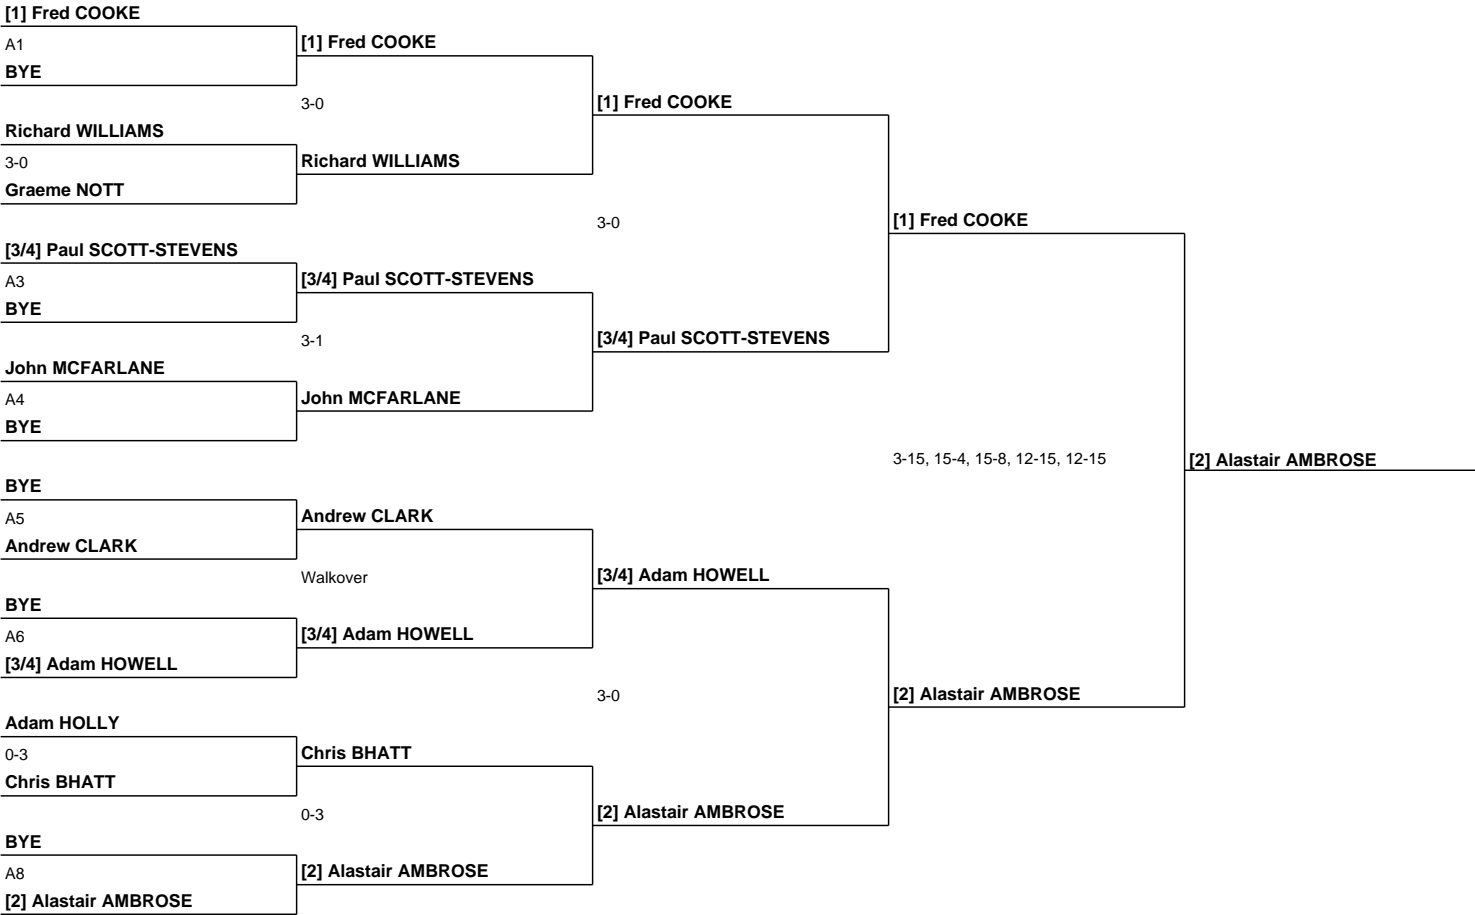 [1] Fred COOKE
A1
BYE
Richard WILLIAMS
3-0
Graeme NOTT
[3/4] Paul SCOTT-STEVENS
A3
BYE
John MCFARLANE
A4
BYE
BYE
A5
Andrew CLARK
BYE
A6
[3/4] Adam HOWELL
Adam HOLLY
0-3
Chris BHATT
BYE
A8
[2] Alastair AMBROSE
[1] Fred COOKE
3-0
Richard WILLIAMS
[3/4] Paul SCOTT-STEVENS
3-1
John MCFARLANE
Andrew CLARK
Walkover
[3/4] Adam HOWELL
Chris BHATT
0-3
[2] Alastair AMBROSE
[1] Fred COOKE
3-0
[3/4] Paul SCOTT-STEVENS
[3/4] Adam HOWELL
3-0
[2] Alastair AMBROSE
[1] Fred COOKE
3-15, 15-4, 15-8, 12-15, 12-15
[2] Alastair AMBROSE
[2] Alastair AMBROSE